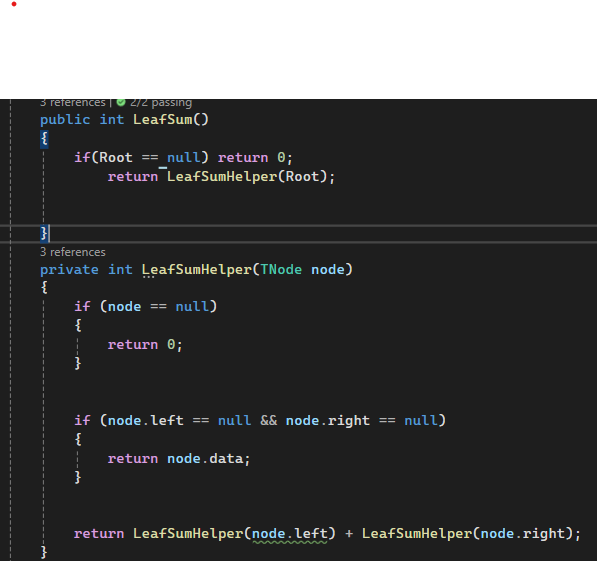 3 references | 2/2 passing
public int LeafSum()
{
if(Root == null) return 0;
return LeafSumHelper(Root);
}
3 references
private int LeafSumHelper(TNode node)
{
if (node == null)
{
return 0;
}
if (node.left == null && node.right == null)
{
return node.data;
}
return LeafSumHelper(node.left) + LeafSumHelper(node.right);
}